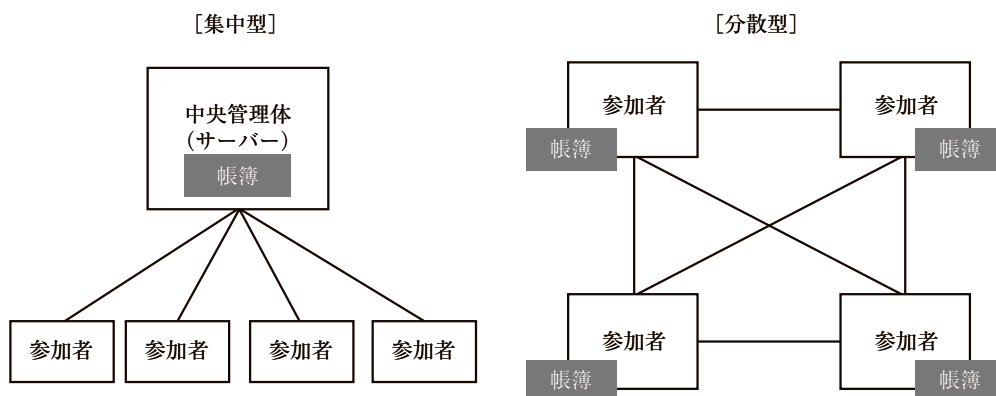 ［集中型］
中央管理体
（サーバー）
帳簿
参加者
参加者
参加者
参加者
［分散型］
参加者
帳簿
参加者
帳簿
参加者
帳簿
参加者
帳簿